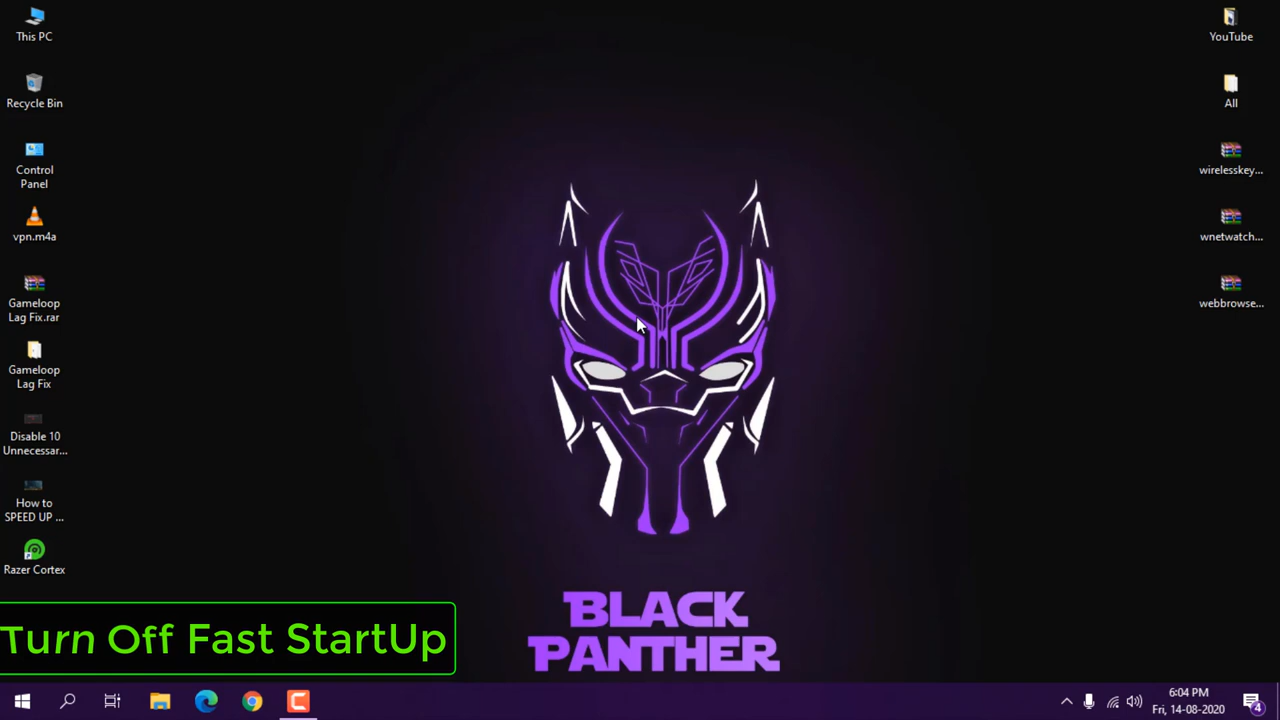 This PC
Recycle Bin
Control
Panel
vpn.m4a
Gameloop
Lag Fix.rar
Gameloop
Lag Fix
Disable 10
Unnecessar...
How to
SPEED UP ...
Razer Cortex
YouTube
All
wirelesskey...
wnetwatch...
webbrowse...
BLACK
PANTHER
Turn Off Fast StartUp
6:04 PM
Fri, 14-08-2020
4